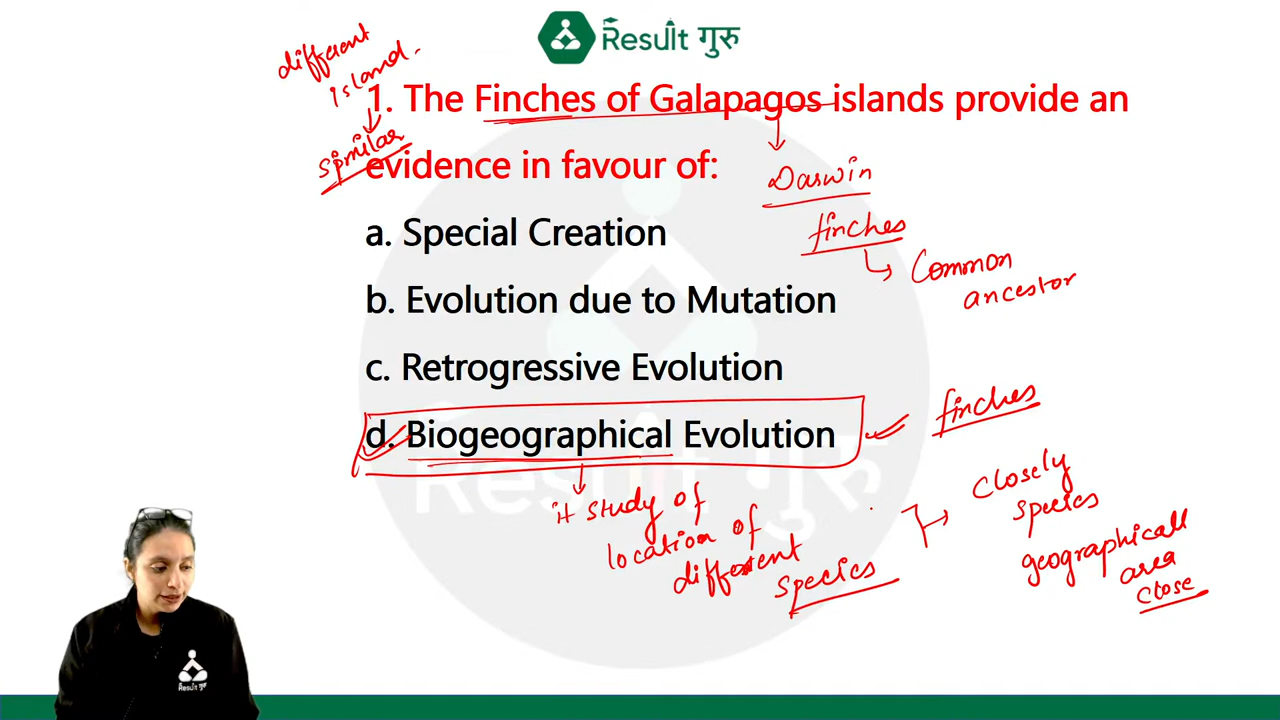 Result गुरु
different
island.
1. The Finches of Galapagos islands provide an
similar
evidence in favour of:
Darwin
finches
a. Special Creation
Common
ancestor
b. Evolution due to Mutation
c. Retrogressive Evolution
finches
d. Biogeographical Evolution
closely
species
it study of
location of
different
species
geographicall
area
close
Result गुरु
Result गुरु